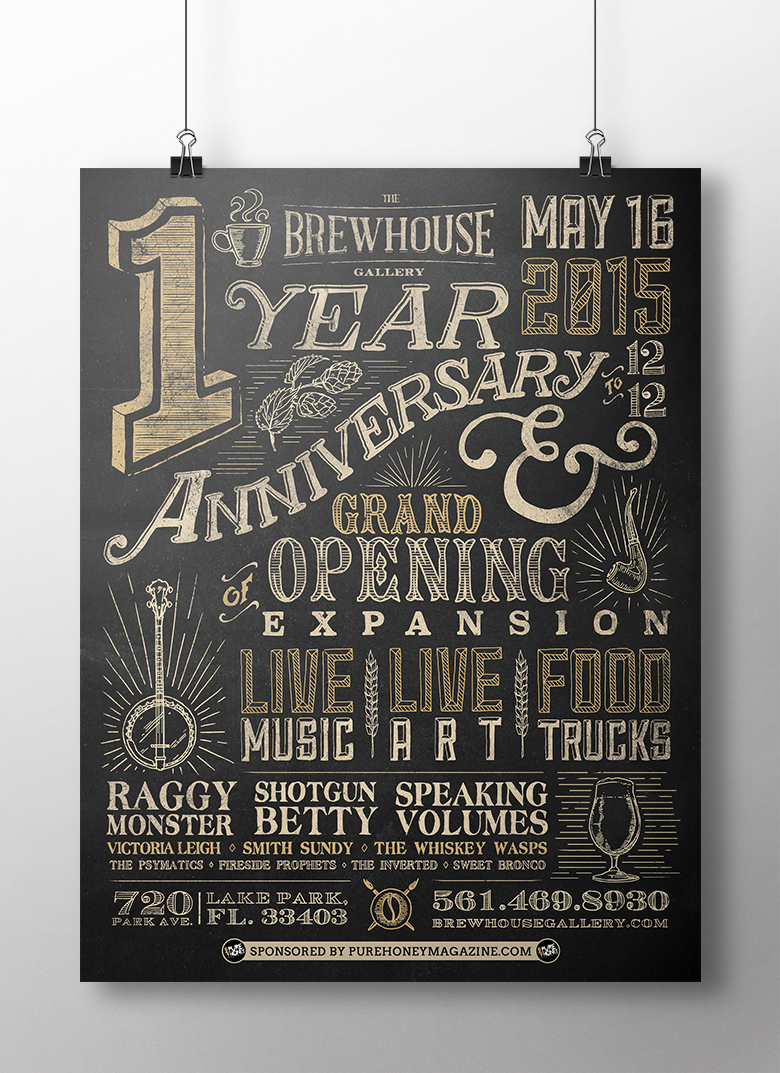 1
THE
BREWHOUSE
GALLERY
MAY 16
2015
YEAR
ANNIVERSARY
12
TO
12
&
GRAND
OPENING
OF
EXPANSION
LIVE LIVE FOOD
MUSIC ART TRUCKS
RAGGY MONSTER
SHOTGUN BETTY
SPEAKING VOLUMES
VICTORIA LEIGH ◊ SMITH SUNDY ◊ THE WHISKEY WASPS
THE PSYMATICS ◊ FIRESIDE PROPHETS ◊ THE INVERTED ◊ SWEET BRONCO
720
PARK AVE.
LAKE PARK,
FL. 33403
561.469.8930
BREWHOUSEGALLERY.COM
SPONSORED BY PUREHONEYMAGAZINE.COM